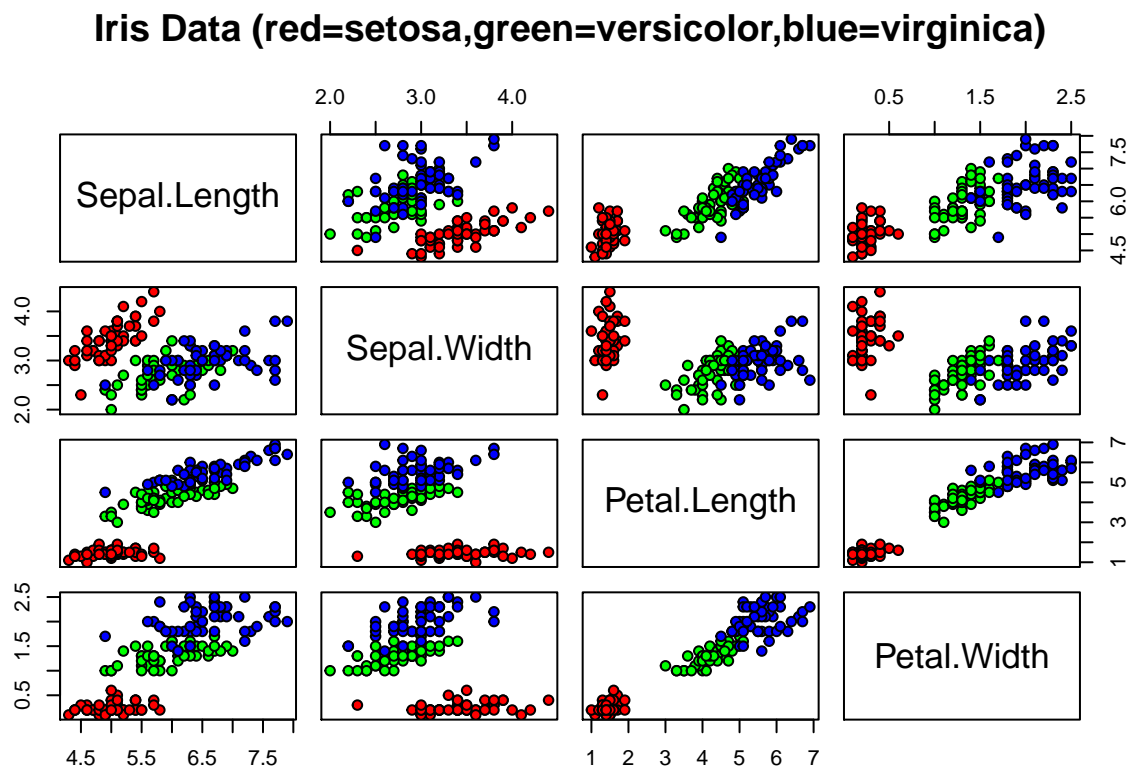 Iris Data (red=setosa,green=versicolor,blue=virginica)
2.0 3.0 4.0 0.5 1.5 2.5
Sepal.Length
4.5 6.0 7.5
2.0 3.0 4.0
Sepal.Width
Petal.Length
1 3 5 7
0.5 1.5 2.5
Petal.Width
4.5 5.5 6.5 7.5 1 2 3 4 5 6 7